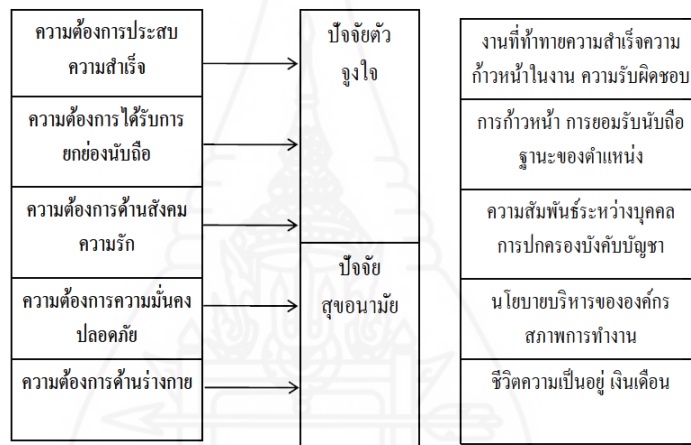 ความต้องการประสบ
ความสำเร็จ
ความต้องการได้รับการ
ยกย่องนับถือ
ความต้องการด้านสังคม
ความรัก
ความต้องการความมั่นคง
ปลอดภัย
ความต้องการด้านร่างกาย
ปัจจัยตัว
จูงใจ
ปัจจัย
สุขอนามัย
งานที่ท้าทายความสำเร็จความ
ก้าวหน้าในงาน ความรับผิดชอบ
การก้าวหน้า การยอมรับนับถือ
ฐานะของตำแหน่ง
ความสัมพันธ์ระหว่างบุคคล
การปกครองบังคับบัญชา
นโยบายบริหารขององค์กร
สภาพการทำงาน
ชีวิตความเป็นอยู่ เงินเดือน